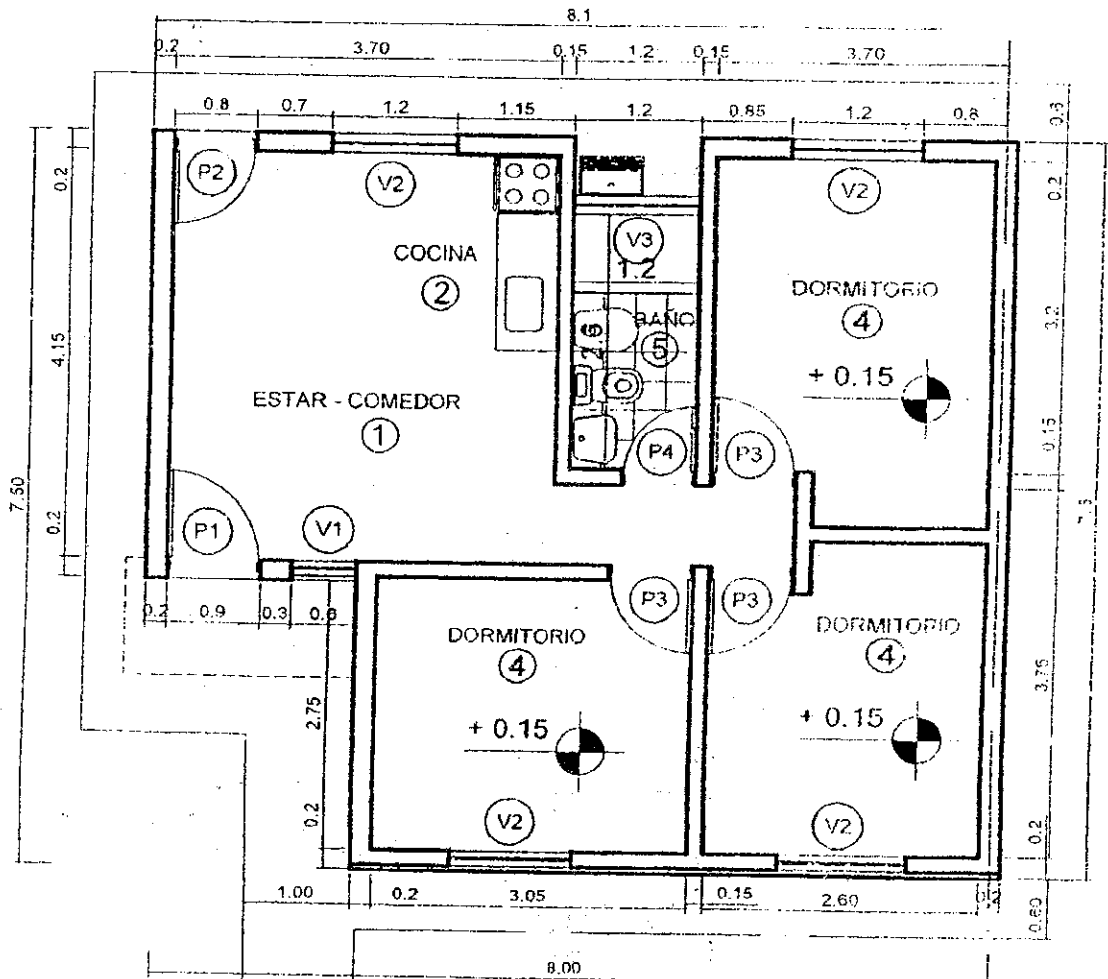 8.1
0.2 3.70 0.15 1.2 0.15 3.70
0.8 0.7 1.2 1.15 1.2 0.85 1.2 0.8
0.6
0.2
0.2
P2
V2
V2
V3
1.2
COCINA
2
DORMITORIO
4
3.2
BAÑO
5
2.6
4.15
+ 0.15
ESTAR - COMEDOR
1
0.15
P4
P3
7.50
0.2
P1
V1
0.2 0.9 0.3 0.6
P3
P3
DORMITORIO
4
DORMITORIO
4
3.75
2.75
+ 0.15
+ 0.15
0.2
V2
V2
0.2
1.00 0.2 3.05 0.15 2.60 0.2
0.60
8.00